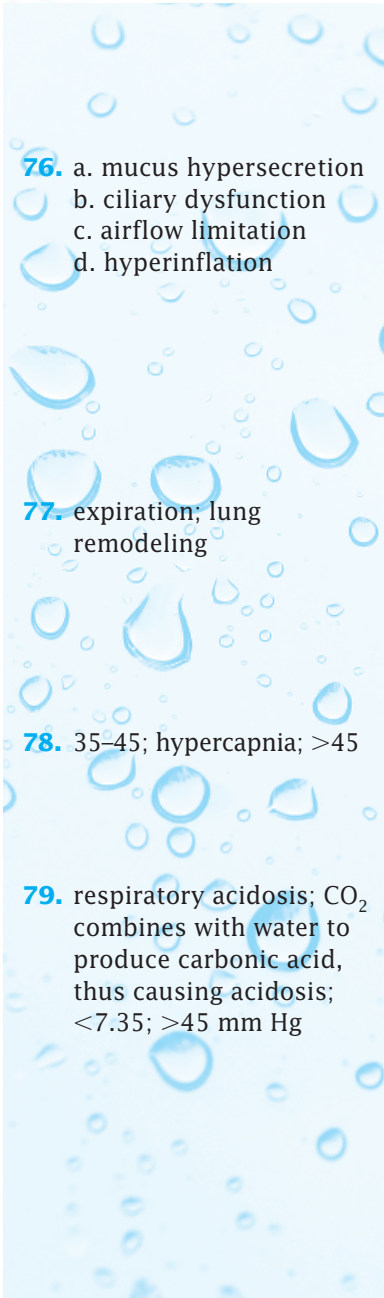 76. a. mucus hypersecretion
b. ciliary dysfunction
c. airflow limitation
d. hyperinflation
77. expiration; lung
remodeling
78. 35–45; hypercapnia; >45
79. respiratory acidosis; CO₂
combines with water to
produce carbonic acid,
thus causing acidosis;
<7.35; >45 mm Hg